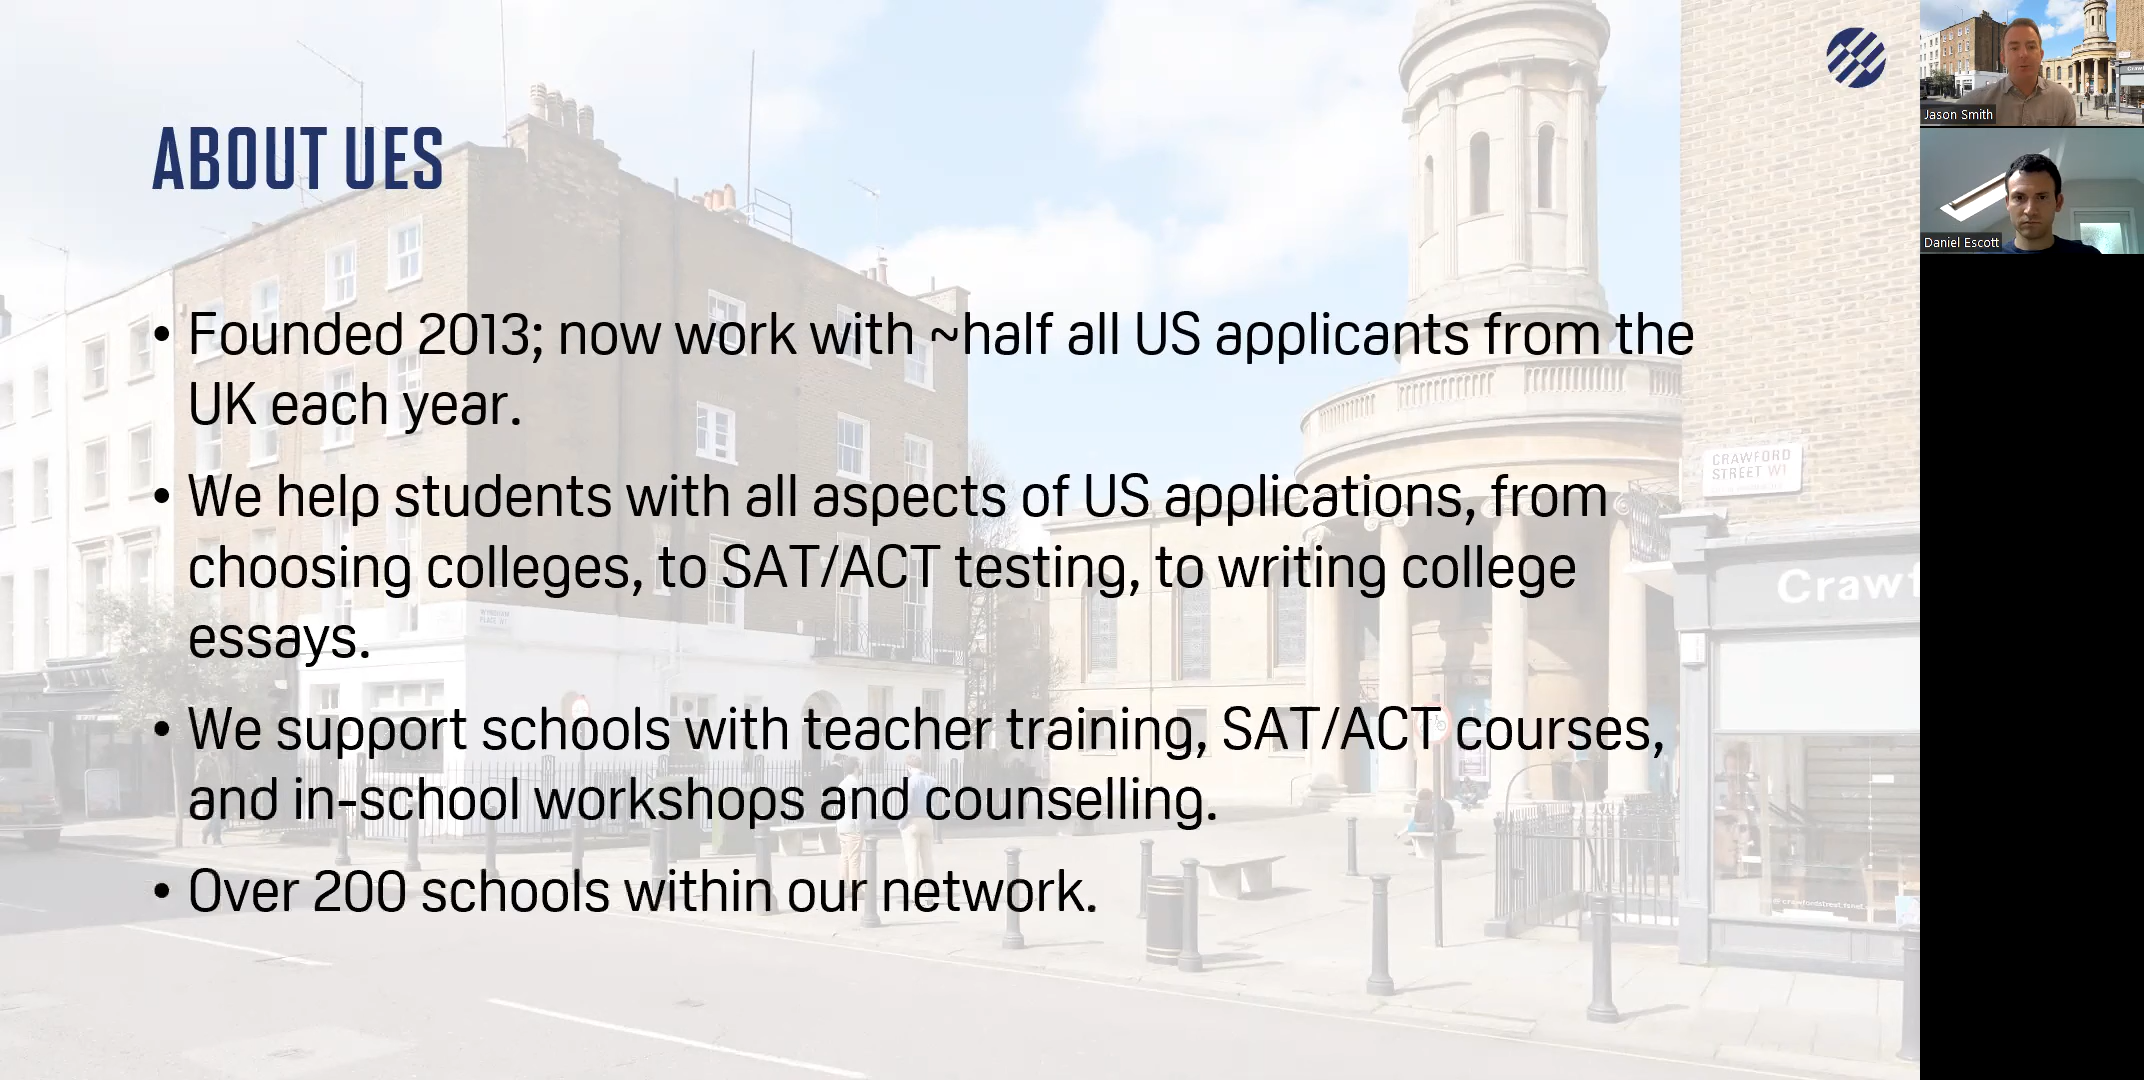 ABOUT UES
• Founded 2013; now work with ~half all US applicants from the
UK each year.
• We help students with all aspects of US applications, from
choosing colleges, to SAT/ACT testing, to writing college
essays.
• We support schools with teacher training, SAT/ACT courses,
and in-school workshops and counselling.
• Over 200 schools within our network.
CRAWFORD
STREET W1
Crawf
WYNDHAM
PLACE W1
Jason Smith
Daniel Escott